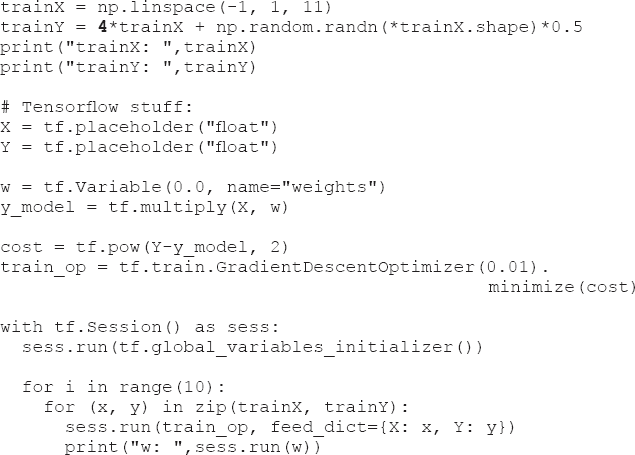 trainX = np.linspace(-1, 1, 11)
trainY = 4*trainX + np.random.randn(*trainX.shape)*0.5
print("trainX: ",trainX)
print("trainY: ",trainY)

# Tensorflow stuff:
X = tf.placeholder("float")
Y = tf.placeholder("float")

w = tf.Variable(0.0, name="weights")
y_model = tf.multiply(X, w)

cost = tf.pow(Y-y_model, 2)
train_op = tf.train.GradientDescentOptimizer(0.01).
                                             minimize(cost)

with tf.Session() as sess:
  sess.run(tf.global_variables_initializer())

  for i in range(10):
    for (x, y) in zip(trainX, trainY):
      sess.run(train_op, feed_dict={X: x, Y: y})
      print("w: ",sess.run(w))